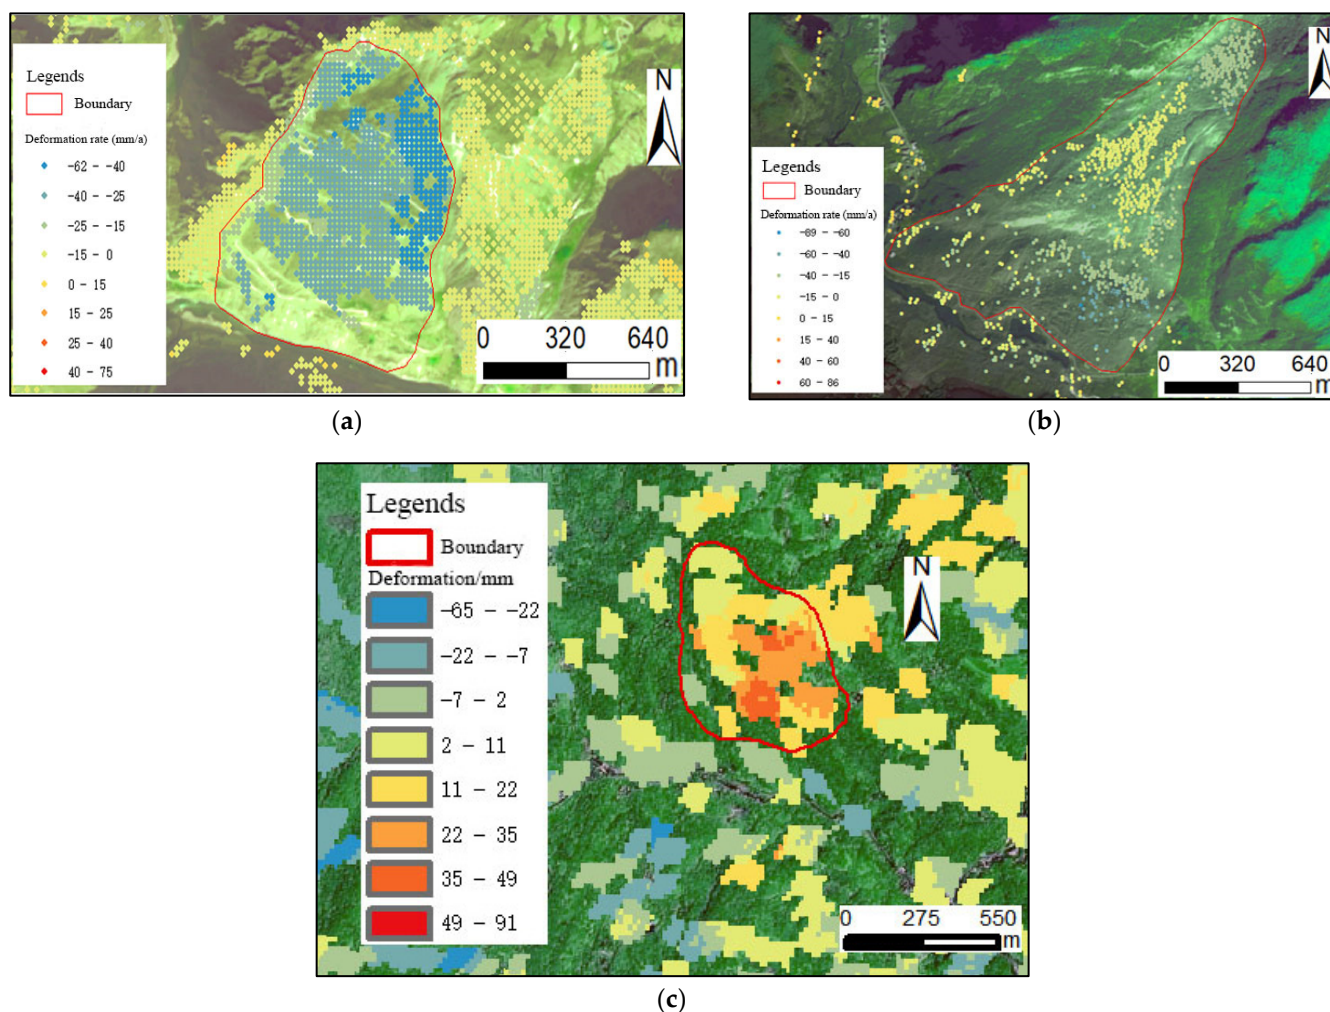 Legends
Boundary
Deformation rate (mm/a)
-62 - -40
-40 - -25
-25 - -15
-15 - 0
0 - 15
15 - 25
25 - 40
40 - 75
N
0 320 640
m
(a)
Legends
Boundary
Deformation rate (mm/a)
-89 - -60
-60 - -40
-40 - -15
-15 - 0
0 - 15
15 - 40
40 - 60
60 - 86
N
0 320 640
m
(b)
Legends
Boundary
Deformation/mm
-65 - -22
-22 - -7
-7 - 2
2 - 11
11 - 22
22 - 35
35 - 49
49 - 91
N
0 275 550
m
(c)